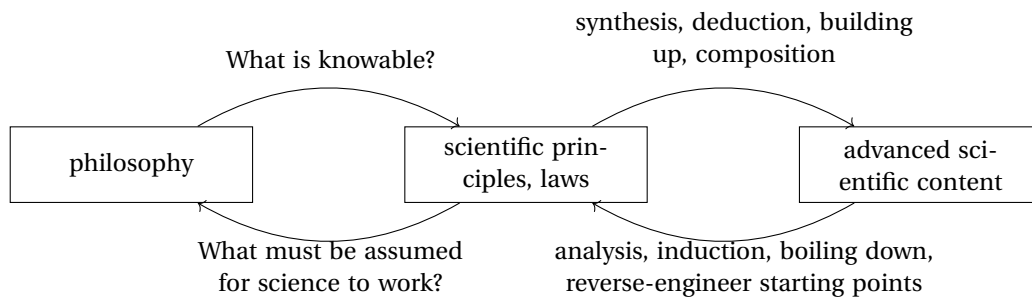 synthesis, deduction, building
up, composition
What is knowable?
philosophy
scientific prin-
ciples, laws
advanced sci-
entific content
What must be assumed
for science to work?
analysis, induction, boiling down,
reverse-engineer starting points